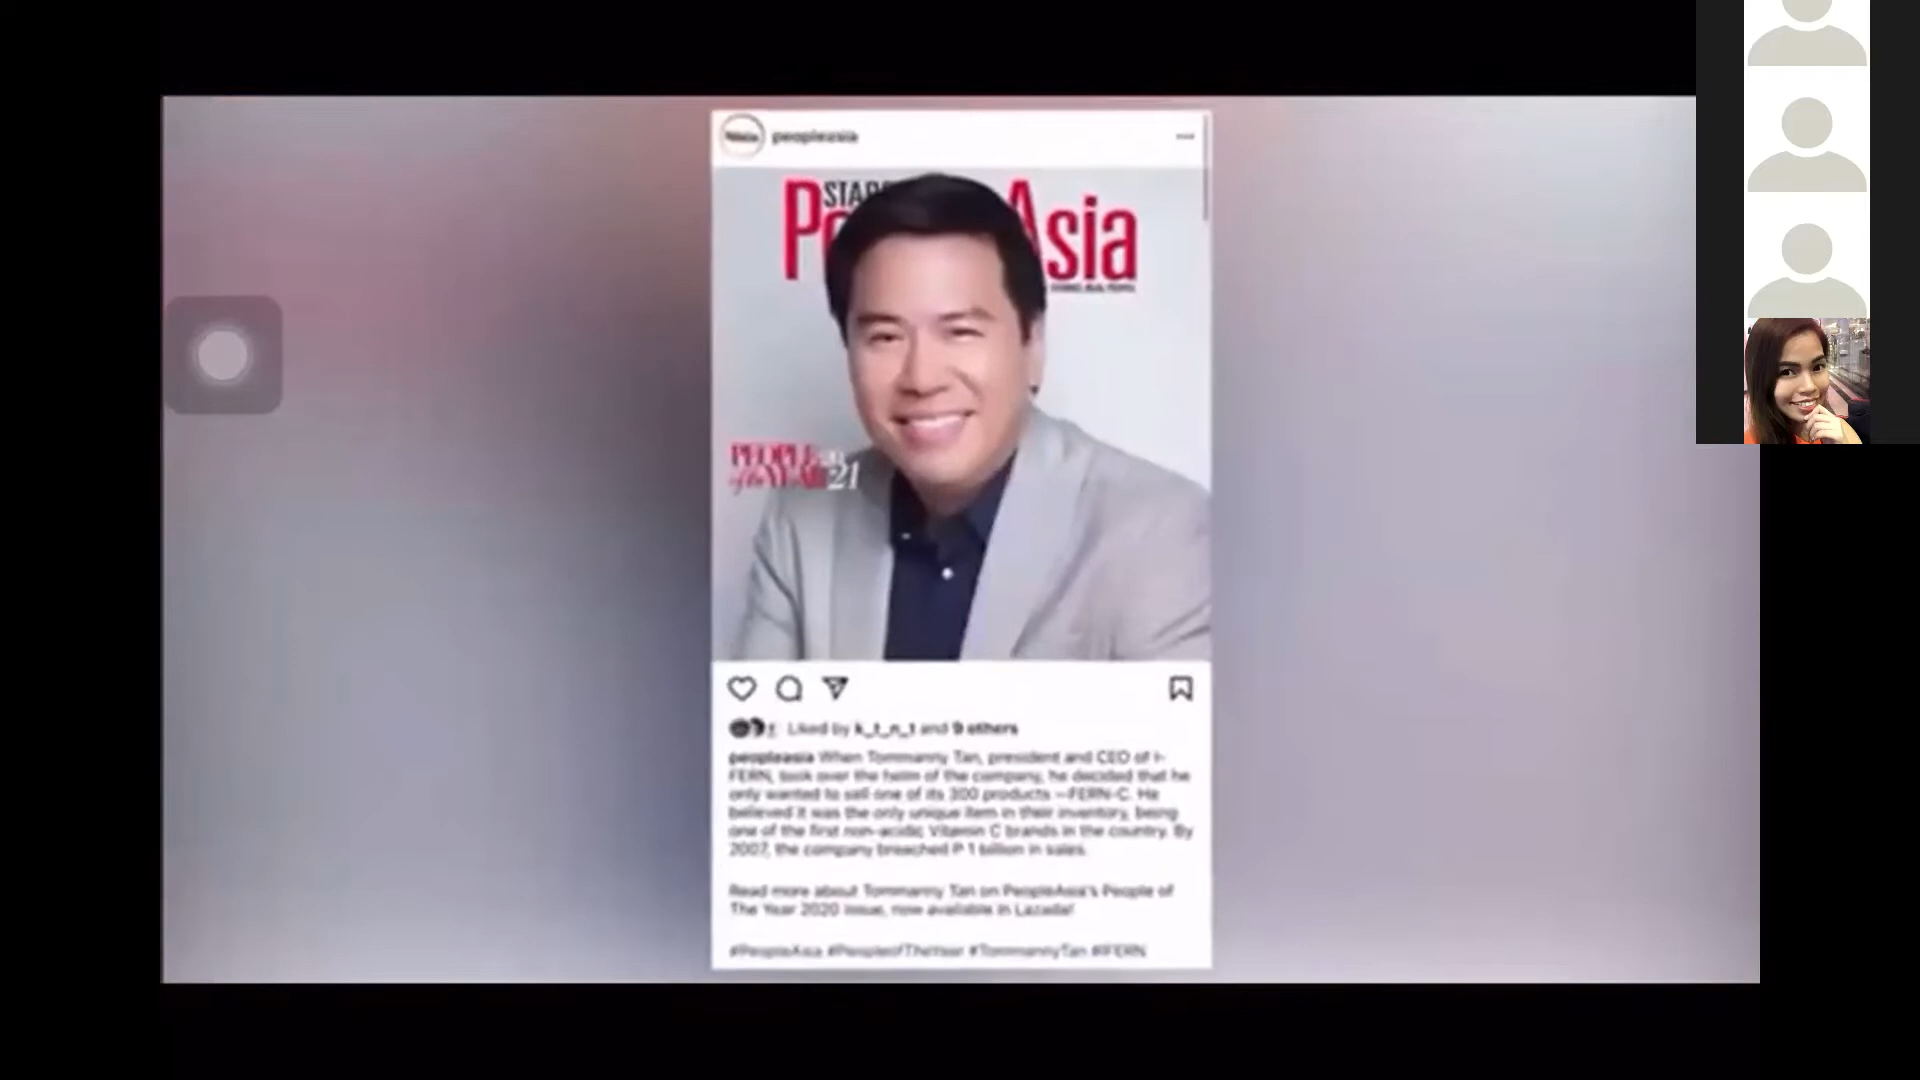 peopleasia
STAR
PeopleAsia
PEOPLE
of the YEAR 2021
Liked by k_t_n_t and 9 others
peopleasia When Tommanny Tan, president and CEO of I-
FERN, took over the helm of the company, he decided that he
only wanted to sell one of its 300 products —FERN-C. He
believed it was the only unique item in their inventory, being
one of the first non-acidic Vitamin C brands in the country. By
2007, the company breached P 1 billion in sales.
Read more about Tommanny Tan on PeopleAsia's People of
The Year 2020 issue, now available in Lazada!
#PeopleAsia #PeopleofTheYear #TommannyTan #IFERN